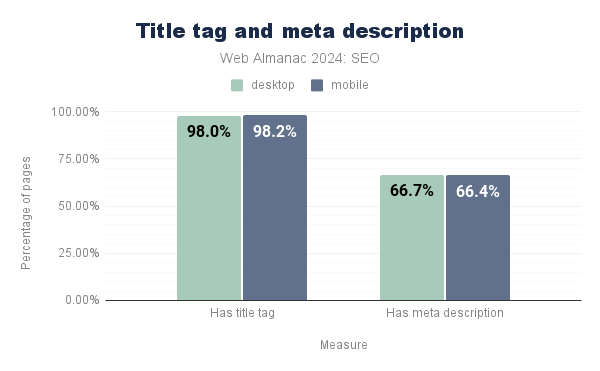 Title tag and meta description
Web Almanac 2024: SEO
desktop mobile
Percentage of pages
100.00%
75.00%
50.00%
25.00%
0.00%
98.0% 98.2%
66.7% 66.4%
Has title tag Has meta description
Measure